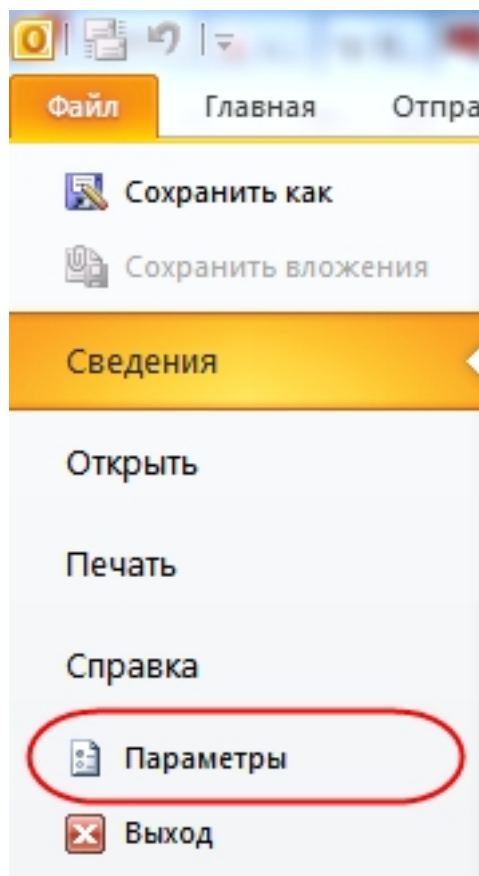 Файл Главная Отпра
Сохранить как
Сохранить вложения
Сведения
Открыть
Печать
Справка
Параметры
Выход